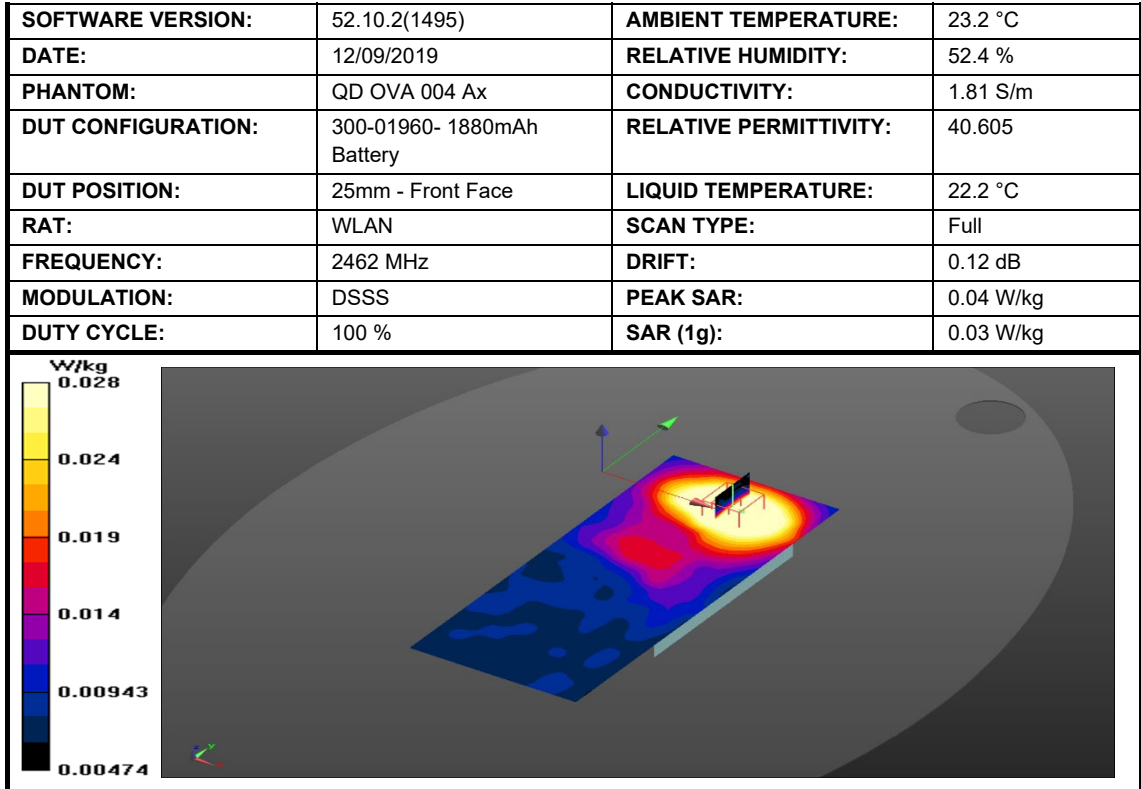 SOFTWARE VERSION: 52.10.2(1495) AMBIENT TEMPERATURE: 23.2 °C
DATE: 12/09/2019 RELATIVE HUMIDITY: 52.4 %
PHANTOM: QD OVA 004 Ax CONDUCTIVITY: 1.81 S/m
DUT CONFIGURATION: 300-01960- 1880mAh RELATIVE PERMITTIVITY: 40.605
Battery
DUT POSITION: 25mm - Front Face LIQUID TEMPERATURE: 22.2 °C
RAT: WLAN SCAN TYPE: Full
FREQUENCY: 2462 MHz DRIFT: 0.12 dB
MODULATION: DSSS PEAK SAR: 0.04 W/kg
DUTY CYCLE: 100 % SAR (1g): 0.03 W/kg
W/kg
0.028
0.024
0.019
0.014
0.00943
0.00474